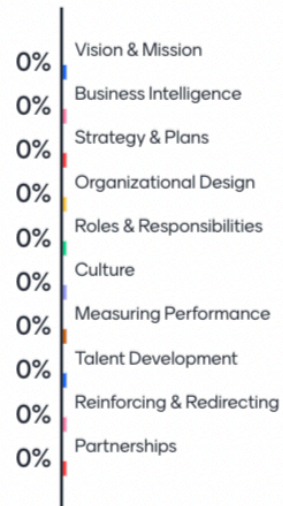 Vision & Mission
0%
Business Intelligence
0%
Strategy & Plans
0%
Organizational Design
0%
Roles & Responsibilities
0%
Culture
0%
Measuring Performance
0%
Talent Development
0%
Reinforcing & Redirecting
0%
Partnerships
0%